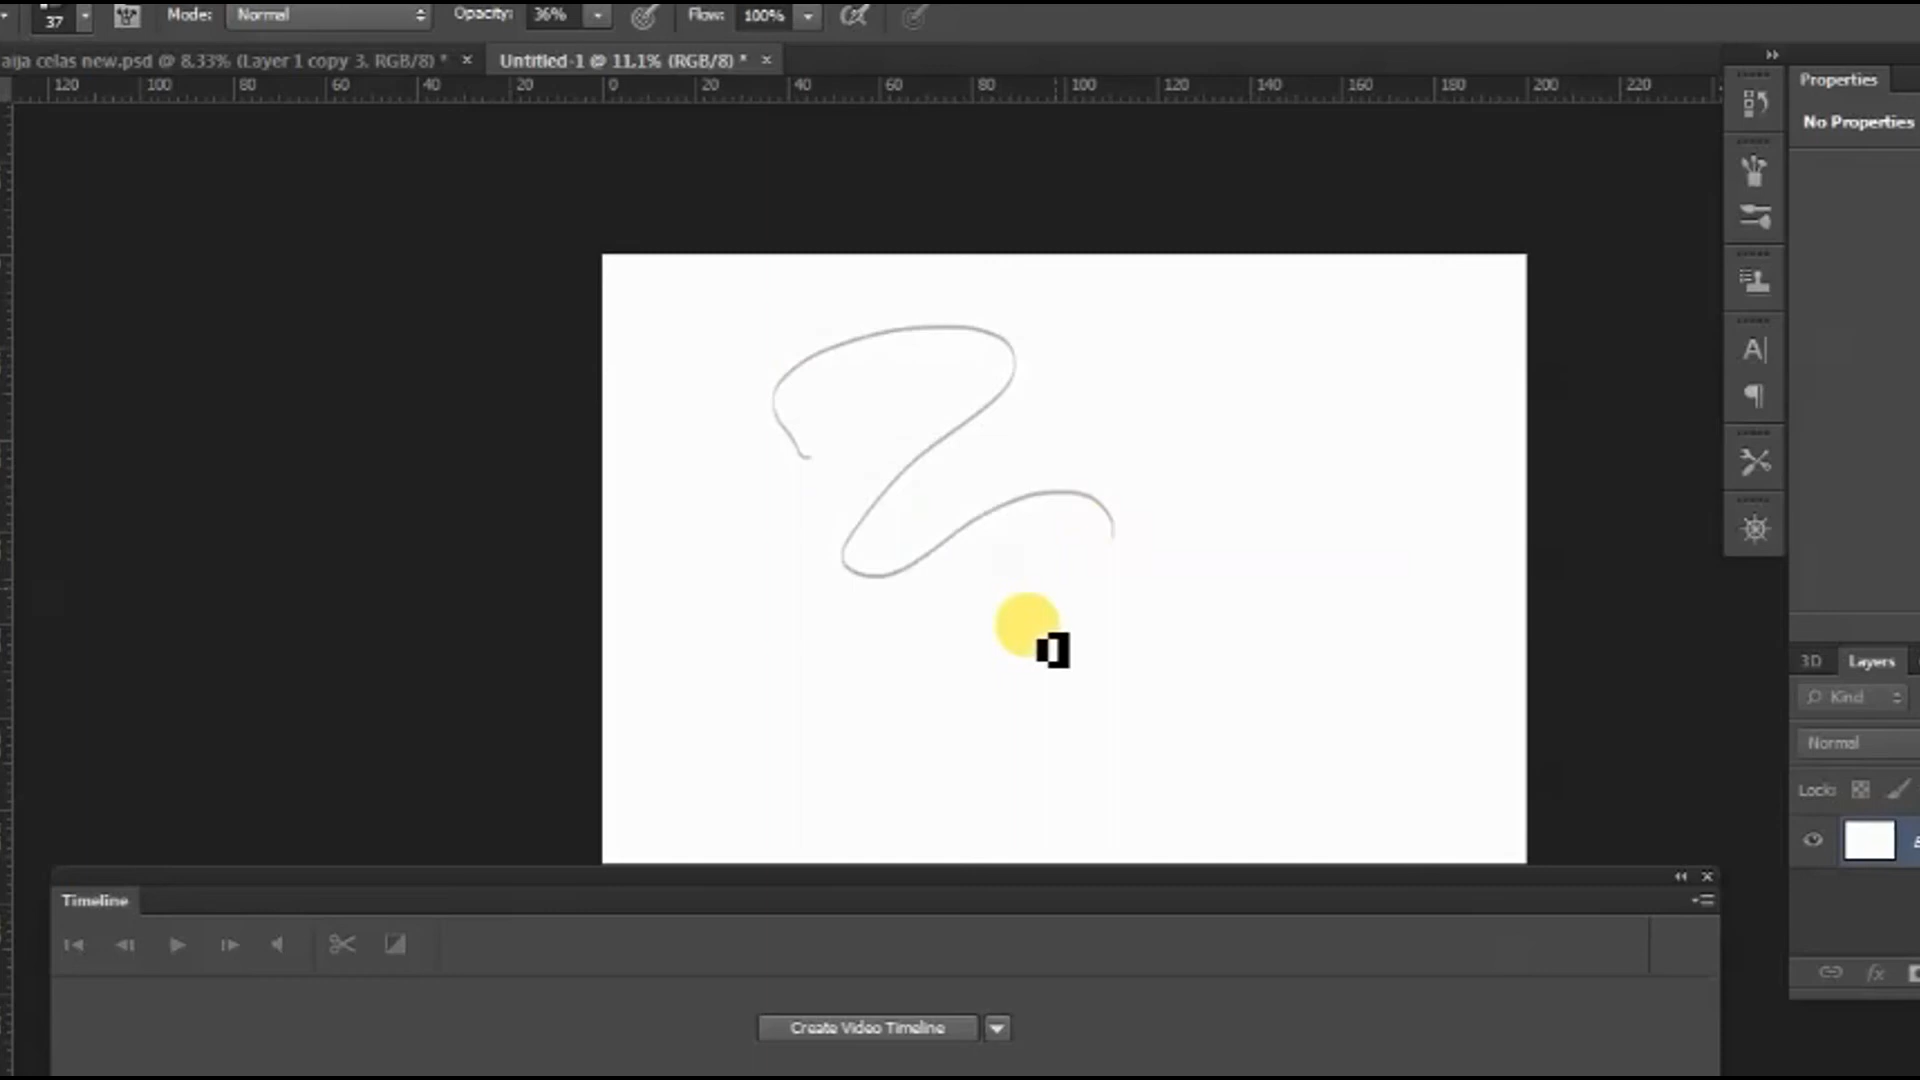 37 Mode: Normal Opacity: 36% Flow: 100%
aija celas new.psd @ 8.33% (Layer 1 copy 3, RGB/8) * × Untitled-1 @ 11.1% (RGB/8) * ×
120 100 80 60 40 20 0 20 40 60 80 100 120 140 160 180 200 220
Properties
No Properties
3D Layers
Kind
Normal
Lock:
fx
Timeline
Create Video Timeline